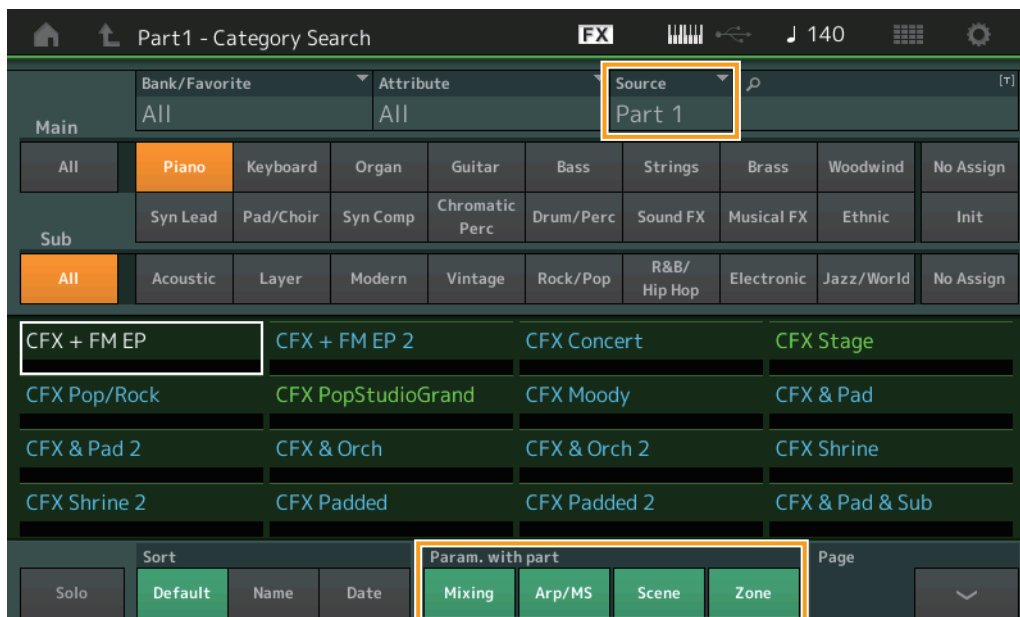 Part1 - Category Search FX 140
Bank/Favorite Attribute Source [T]
All All Part 1
Main
All Piano Keyboard Organ Guitar Bass Strings Brass Woodwind No Assign
Syn Lead Pad/Choir Syn Comp Chromatic Perc Drum/Perc Sound FX Musical FX Ethnic Init
Sub
All Acoustic Layer Modern Vintage Rock/Pop R&B/ Hip Hop Electronic Jazz/World No Assign
CFX + FM EP CFX + FM EP 2 CFX Concert CFX Stage
CFX Pop/Rock CFX PopStudioGrand CFX Moody CFX & Pad
CFX & Pad 2 CFX & Orch CFX & Orch 2 CFX Shrine
CFX Shrine 2 CFX Padded CFX Padded 2 CFX & Pad & Sub
Sort Param. with part Page
Solo Default Name Date Mixing Arp/MS Scene Zone